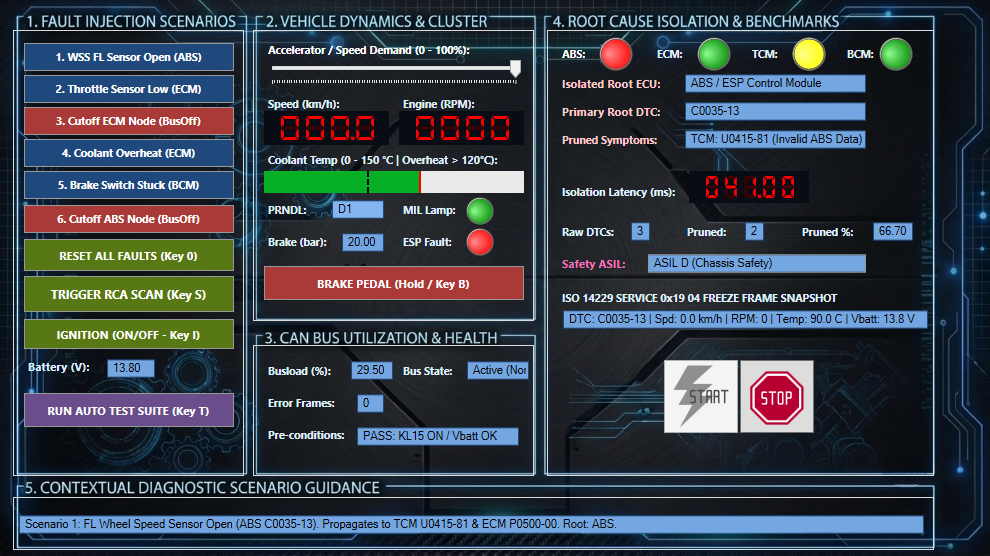 1. FAULT INJECTION SCENARIOS
1. WSS FL Sensor Open (ABS)
2. Throttle Sensor Low (ECM)
3. Cutoff ECM Node (BusOff)
4. Coolant Overheat (ECM)
5. Brake Switch Stuck (BCM)
6. Cutoff ABS Node (BusOff)
RESET ALL FAULTS (Key 0)
TRIGGER RCA SCAN (Key S)
IGNITION (ON/OFF - Key I)
Battery (V): 13.80
RUN AUTO TEST SUITE (Key T)
2. VEHICLE DYNAMICS & CLUSTER
Accelerator / Speed Demand (0 - 100%):
Speed (km/h): Engine (RPM):
000.0 0000
Coolant Temp (0 - 150 °C | Overheat > 120°C):
PRNDL: D1 MIL Lamp:
Brake (bar): 20.00 ESP Fault:
BRAKE PEDAL (Hold / Key B)
3. CAN BUS UTILIZATION & HEALTH
Busload (%): 29.50 Bus State: Active (Nor
Error Frames: 0
Pre-conditions: PASS: KL15 ON / Vbatt OK
4. ROOT CAUSE ISOLATION & BENCHMARKS
ABS: ECM: TCM: BCM:
Isolated Root ECU: ABS / ESP Control Module
Primary Root DTC: C0035-13
Pruned Symptoms: TCM: U0415-81 (Invalid ABS Data)
Isolation Latency (ms): 041.00
Raw DTCs: 3 Pruned: 2 Pruned %: 66.70
Safety ASIL: ASIL D (Chassis Safety)
ISO 14229 SERVICE 0x19 04 FREEZE FRAME SNAPSHOT
DTC: C0035-13 | Spd: 0.0 km/h | RPM: 0 | Temp: 90.0 C | Vbatt: 13.8 V
START STOP
5. CONTEXTUAL DIAGNOSTIC SCENARIO GUIDANCE
Scenario 1: FL Wheel Speed Sensor Open (ABS C0035-13). Propagates to TCM U0415-81 & ECM P0500-00. Root: ABS.